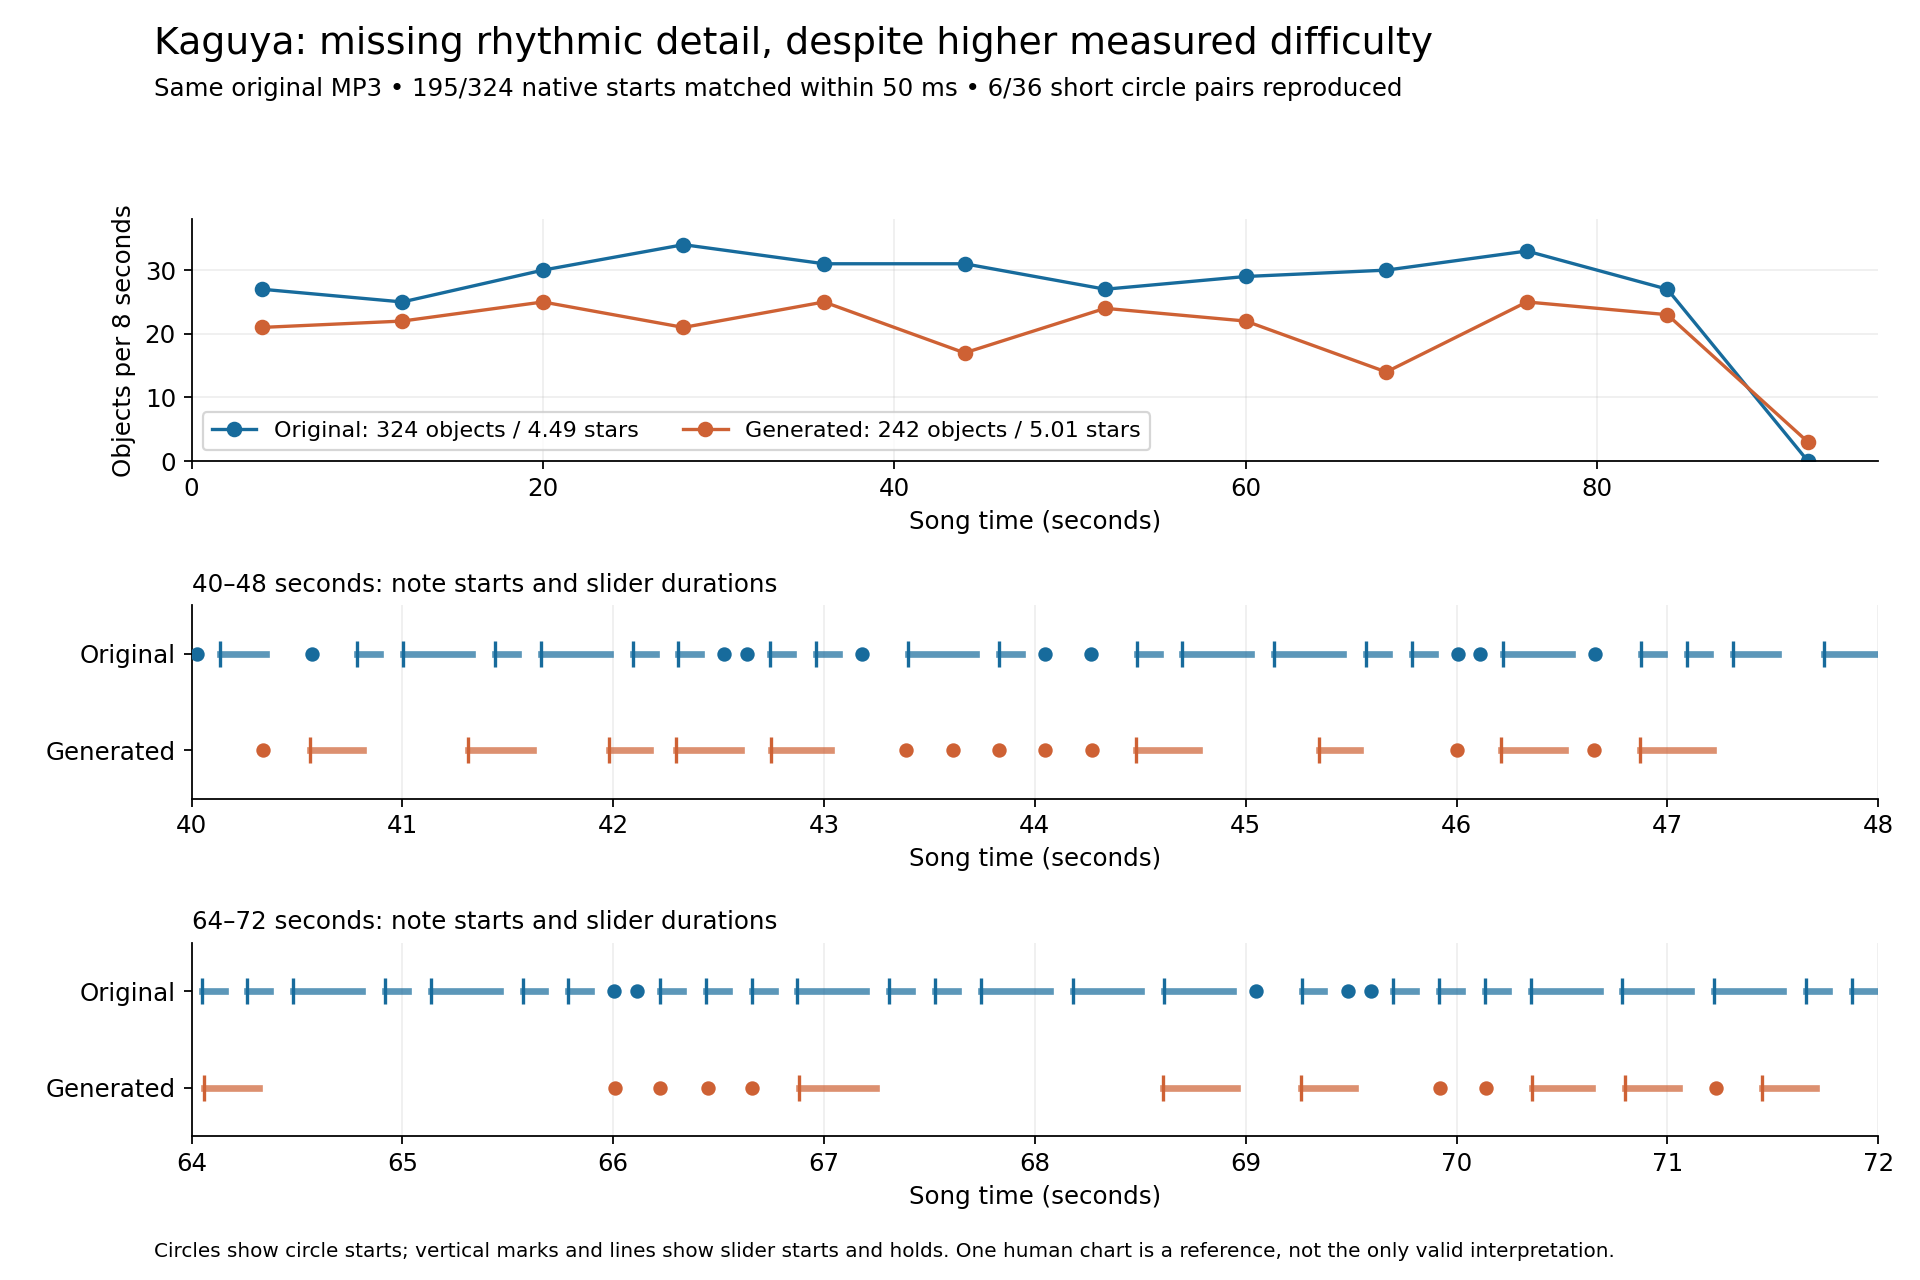 Kaguya: missing rhythmic detail, despite higher measured difficulty
Same original MP3 • 195/324 native starts matched within 50 ms • 6/36 short circle pairs reproduced
Objects per 8 seconds
30
20
10
0
Original: 324 objects / 4.49 stars
Generated: 242 objects / 5.01 stars
0 20 40 60 80
Song time (seconds)
40–48 seconds: note starts and slider durations
Original
Generated
40 41 42 43 44 45 46 47 48
Song time (seconds)
64–72 seconds: note starts and slider durations
Original
Generated
64 65 66 67 68 69 70 71 72
Song time (seconds)
Circles show circle starts; vertical marks and lines show slider starts and holds. One human chart is a reference, not the only valid interpretation.